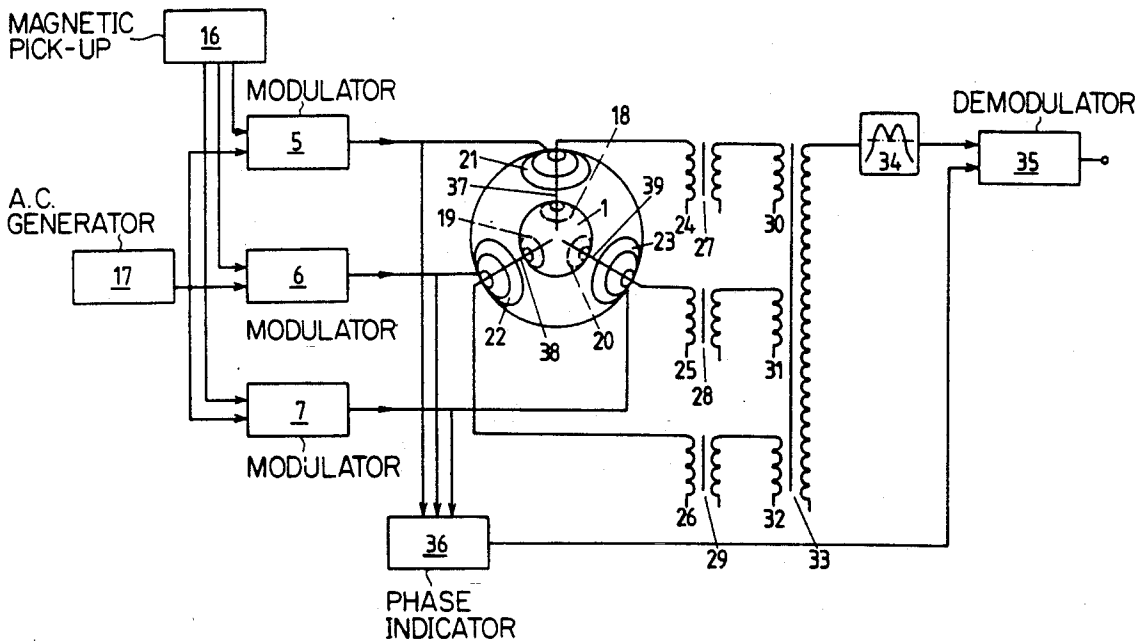 MAGNETIC
PICK-UP
16
MODULATOR
5
18
DEMODULATOR
34
35
21
37
39
1
19
23
A.C.
GENERATOR
17
24
27
30
6
MODULATOR
22
38
20
25
28
31
7
MODULATOR
26
29
32
33
36
PHASE
INDICATOR